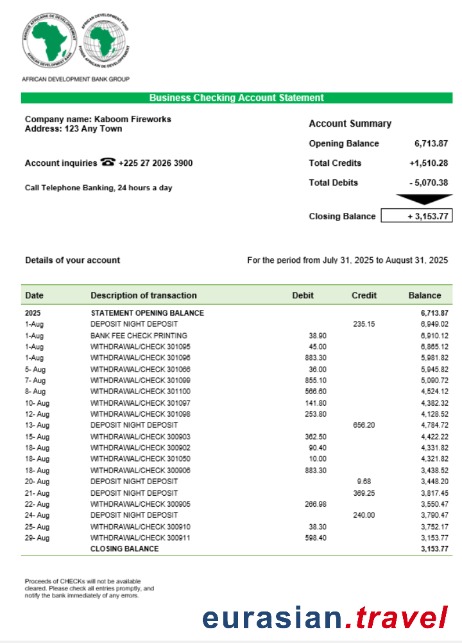 AFRICAN DEVELOPMENT BANK GROUP
Business Checking Account Statement
Company name: Kaboom Fireworks
Address: 123 Any Town
Account inquiries ☎ +225 27 2026 3900
Call Telephone Banking, 24 hours a day
Account Summary
Opening Balance 6,713.87
Total Credits +1,510.28
Total Debits - 5,070.38
Closing Balance + 3,153.77
Details of your account For the period from July 31, 2025 to August 31, 2025
Date Description of transaction Debit Credit Balance
2025 STATEMENT OPENING BALANCE 6,713.87
1-Aug DEPOSIT NIGHT DEPOSIT 235.15 6,949.02
1-Aug BANK FEE CHECK PRINTING 38.90 6,910.12
1-Aug WITHDRAWAL/CHECK 301095 45.00 6,865.12
1-Aug WITHDRAWAL/CHECK 301096 883.30 5,981.82
5- Aug WITHDRAWAL/CHECK 301066 36.00 5,945.82
7- Aug WITHDRAWAL/CHECK 301099 855.10 5,090.72
8- Aug WITHDRAWAL/CHECK 301100 566.60 4,524.12
10- Aug WITHDRAWAL/CHECK 301097 141.80 4,382.32
12- Aug WITHDRAWAL/CHECK 301098 253.80 4,128.52
13- Aug DEPOSIT NIGHT DEPOSIT 656.20 4,784.72
15- Aug WITHDRAWAL/CHECK 300903 362.50 4,422.22
18- Aug WITHDRAWAL/CHECK 300902 90.40 4,331.82
18- Aug WITHDRAWAL/CHECK 301050 10.00 4,321.82
18- Aug WITHDRAWAL/CHECK 300906 883.30 3,438.52
20- Aug DEPOSIT NIGHT DEPOSIT 9.68 3,448.20
21- Aug DEPOSIT NIGHT DEPOSIT 369.25 3,817.45
22- Aug WITHDRAWAL/CHECK 300905 266.98 3,550.47
24- Aug DEPOSIT NIGHT DEPOSIT 240.00 3,790.47
25- Aug WITHDRAWAL/CHECK 300910 38.30 3,752.17
29- Aug WITHDRAWAL/CHECK 300911 598.40 3,153.77
CLOSING BALANCE 3,153.77
Proceeds of CHECKs will not be available
cleared. Please check all entries promptly, and
notify the bank immediately of any errors.
eurasian.travel